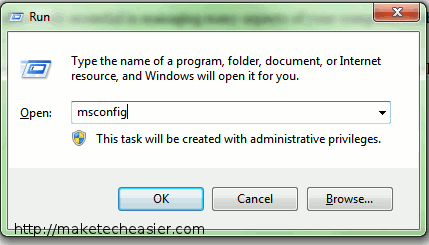 Run
Type the name of a program, folder, document, or Internet
resource, and Windows will open it for you.
Open: msconfig
This task will be created with administrative privileges.
OK Cancel Browse...
http://maketecheasier.com